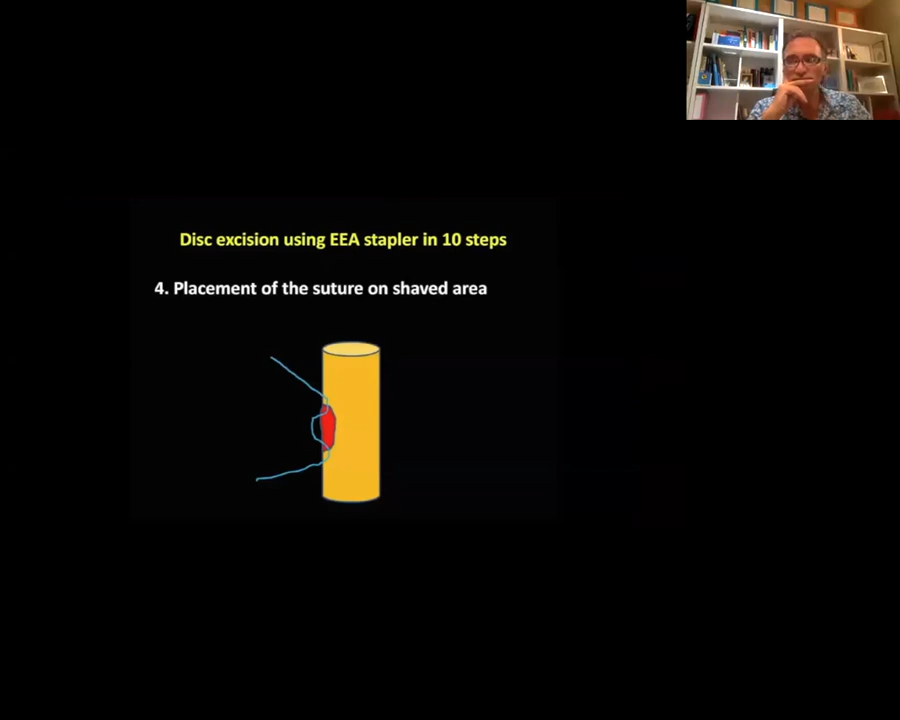 Disc excision using EEA stapler in 10 steps
4. Placement of the suture on shaved area